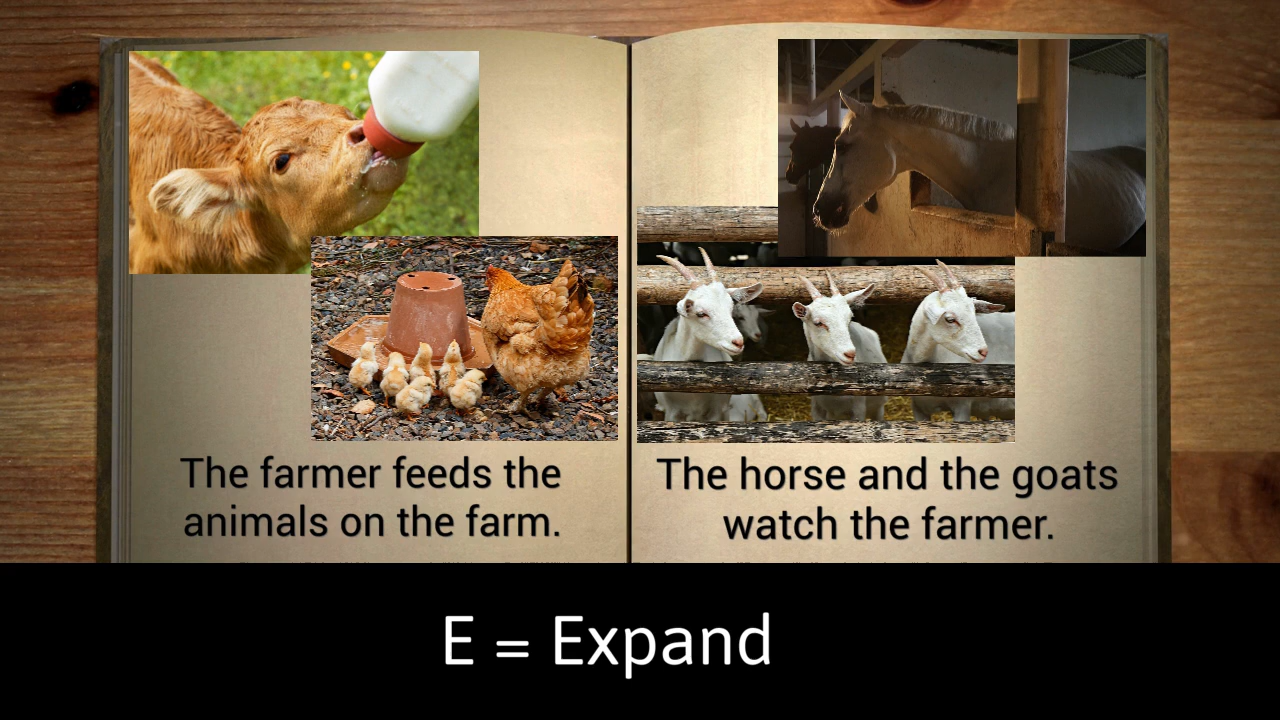 The farmer feeds the
animals on the farm.
The horse and the goats
watch the farmer.
E = Expand